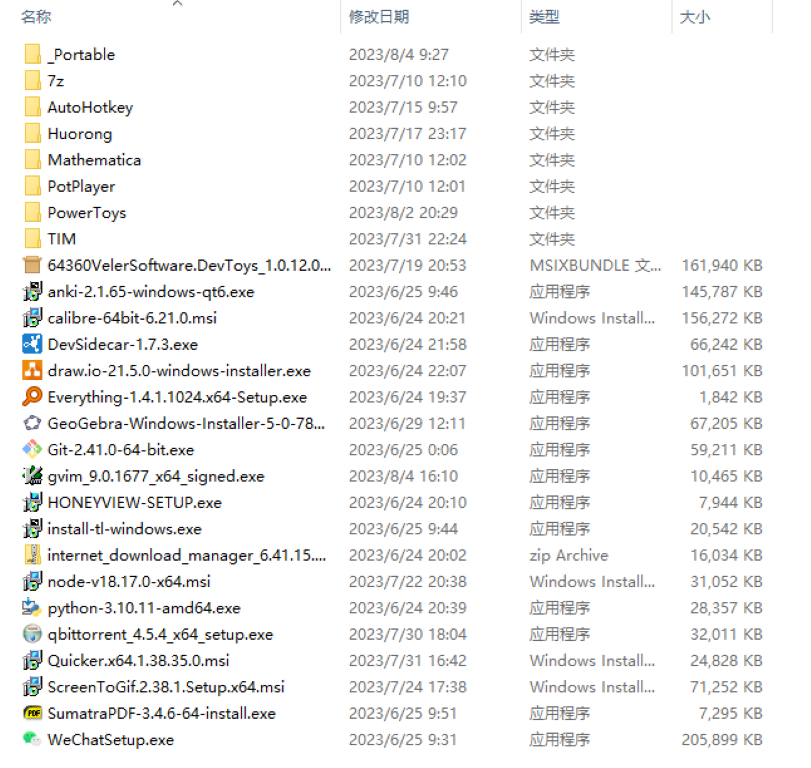 名称 修改日期 类型 大小
_Portable 2023/8/4 9:27 文件夹
7z 2023/7/10 12:10 文件夹
AutoHotkey 2023/7/15 9:57 文件夹
Huorong 2023/7/17 23:17 文件夹
Mathematica 2023/7/10 12:02 文件夹
PotPlayer 2023/7/10 12:01 文件夹
PowerToys 2023/8/2 20:29 文件夹
TIM 2023/7/31 22:24 文件夹
64360VelerSoftware.DevToys_1.0.12.0... 2023/7/19 20:53 MSIXBUNDLE 文... 161,940 KB
anki-2.1.65-windows-qt6.exe 2023/6/25 9:46 应用程序 145,787 KB
calibre-64bit-6.21.0.msi 2023/6/24 20:21 Windows Install... 156,272 KB
DevSidecar-1.7.3.exe 2023/6/24 21:58 应用程序 66,242 KB
draw.io-21.5.0-windows-installer.exe 2023/6/24 22:07 应用程序 101,651 KB
Everything-1.4.1.1024.x64-Setup.exe 2023/6/24 19:37 应用程序 1,842 KB
GeoGebra-Windows-Installer-5-0-78... 2023/6/29 12:11 应用程序 67,205 KB
Git-2.41.0-64-bit.exe 2023/6/25 0:06 应用程序 59,211 KB
gvim_9.0.1677_x64_signed.exe 2023/8/4 16:10 应用程序 10,465 KB
HONEYVIEW-SETUP.exe 2023/6/24 20:10 应用程序 7,944 KB
install-tl-windows.exe 2023/6/25 9:44 应用程序 20,542 KB
internet_download_manager_6.41.15.... 2023/6/24 20:02 zip Archive 16,034 KB
node-v18.17.0-x64.msi 2023/7/22 20:38 Windows Install... 31,052 KB
python-3.10.11-amd64.exe 2023/6/24 20:39 应用程序 28,357 KB
qbittorrent_4.5.4_x64_setup.exe 2023/7/30 18:04 应用程序 32,011 KB
Quicker.x64.1.38.35.0.msi 2023/7/31 16:42 Windows Install... 24,828 KB
ScreenToGif.2.38.1.Setup.x64.msi 2023/7/24 17:38 Windows Install... 71,252 KB
PDF SumatraPDF-3.4.6-64-install.exe 2023/6/25 9:51 应用程序 7,295 KB
WeChatSetup.exe 2023/6/25 9:31 应用程序 205,899 KB